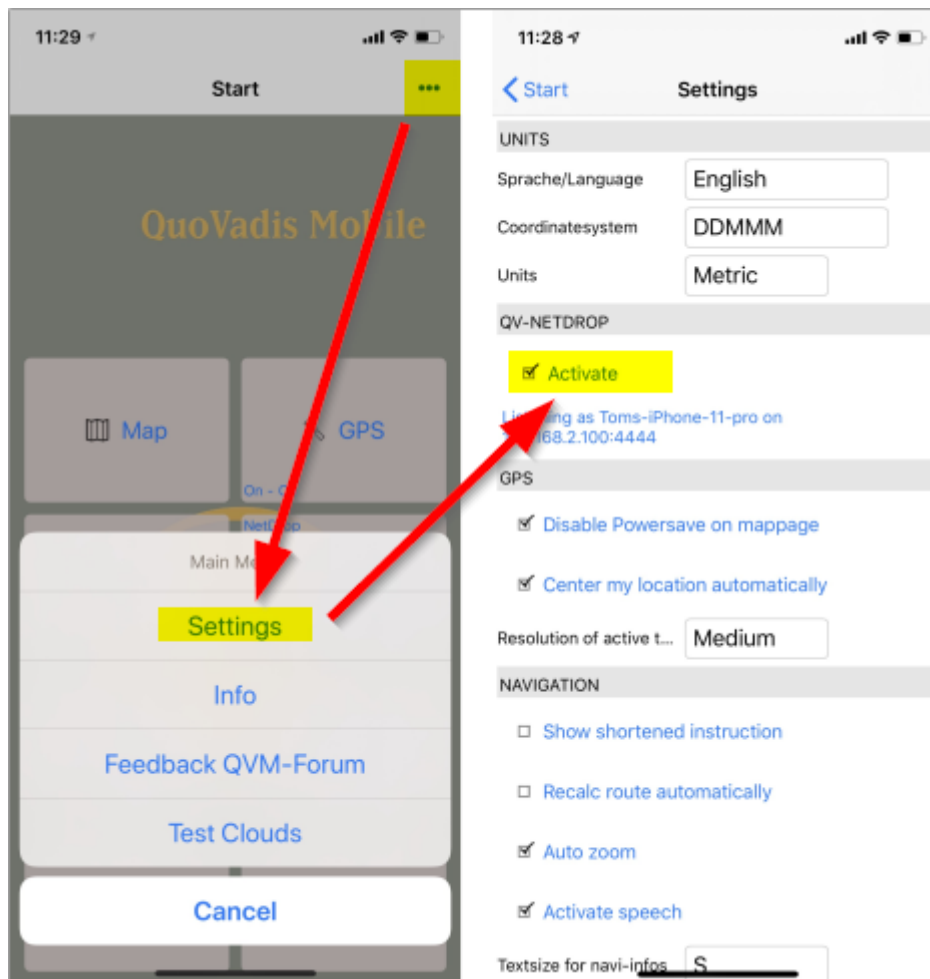 11:29
Start
•••
QuoVadis Mobile
Map
GPS
On -
Main
Settings
Info
Feedback QVM-Forum
Test Clouds
Cancel
11:28
Start
Settings
UNITS
Sprache/Language
English
Coordinatesystem
DDMMM
Units
Metric
QV-NETDROP
Activate
as Toms-iPhone-11-pro on
168.2.100:4444
GPS
Disable Powersave on mappage
Center my location automatically
Resolution of active t...
Medium
NAVIGATION
Show shortened instruction
Recalc route automatically
Auto zoom
Activate speech
Textsize for navi-infos
S